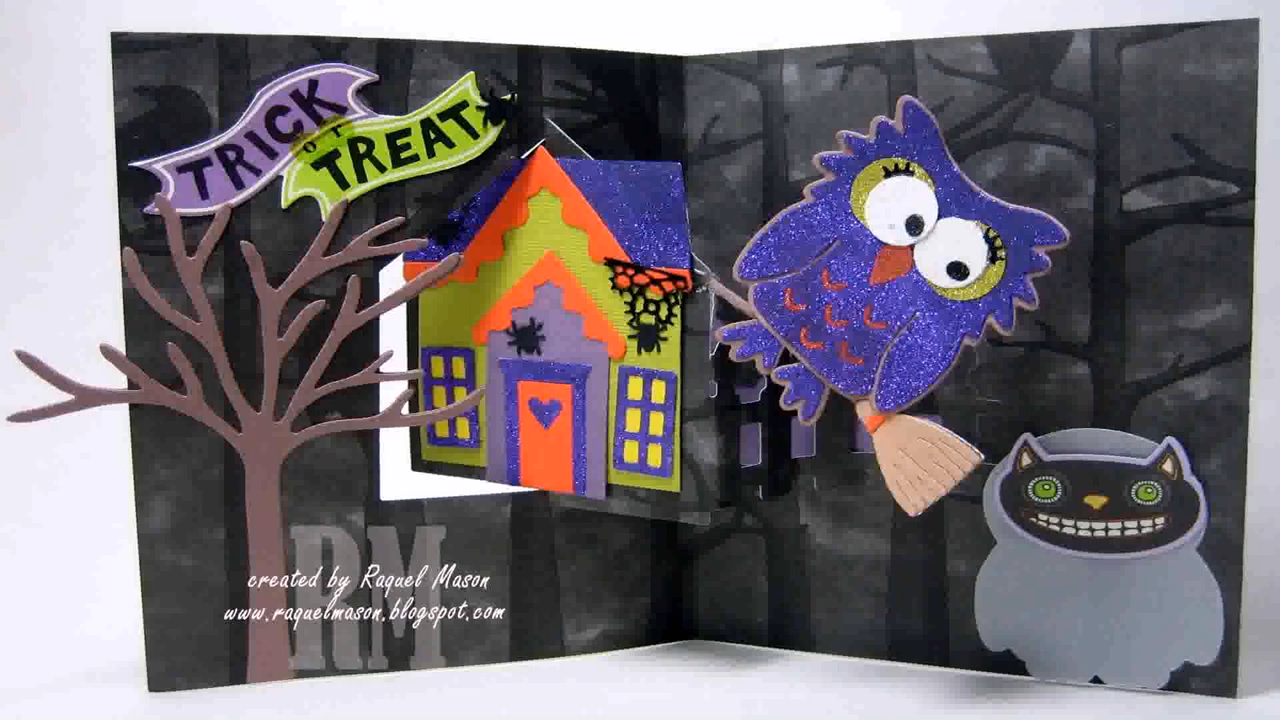 TRICK
or
TREAT
RM
created by Raquel Mason
www.raquelmason.blogspot.com